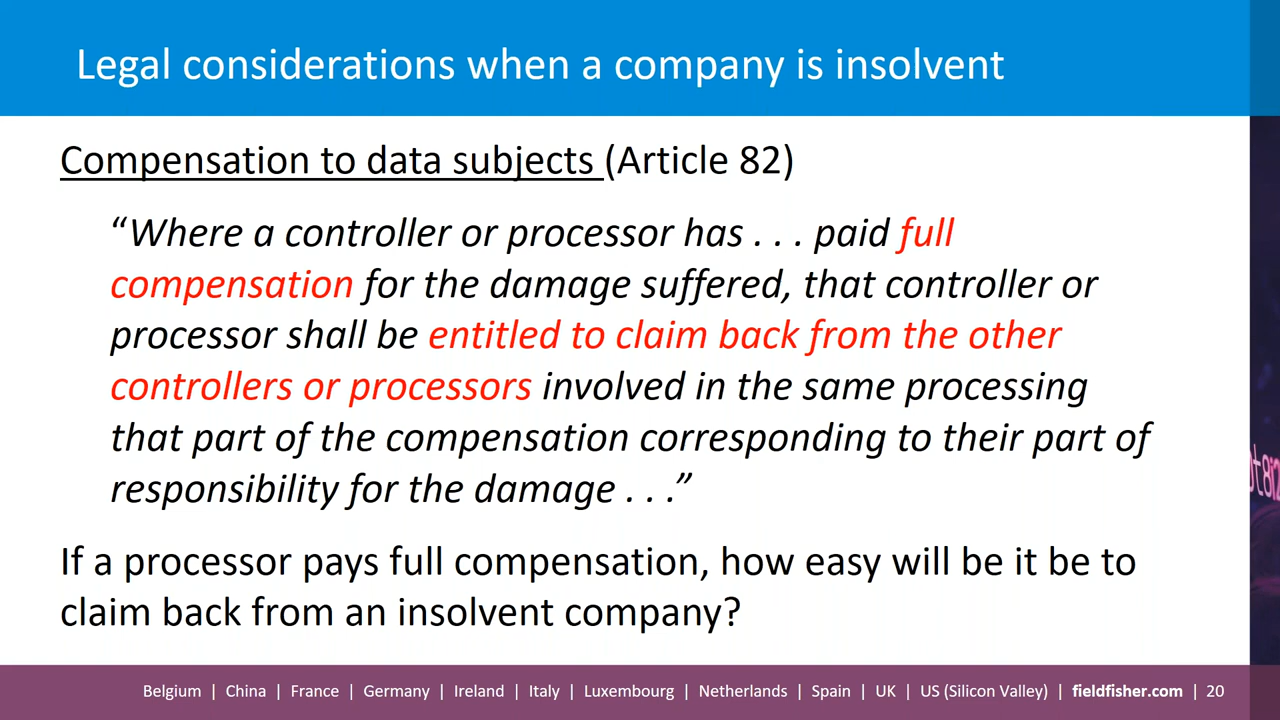 Legal considerations when a company is insolvent
Compensation to data subjects (Article 82)
“Where a controller or processor has . . . paid full
compensation for the damage suffered, that controller or
processor shall be entitled to claim back from the other
controllers or processors involved in the same processing
that part of the compensation corresponding to their part of
responsibility for the damage . . .”
If a processor pays full compensation, how easy will be it be to
claim back from an insolvent company?
Belgium | China | France | Germany | Ireland | Italy | Luxembourg | Netherlands | Spain | UK | US (Silicon Valley) | fieldfisher.com | 20